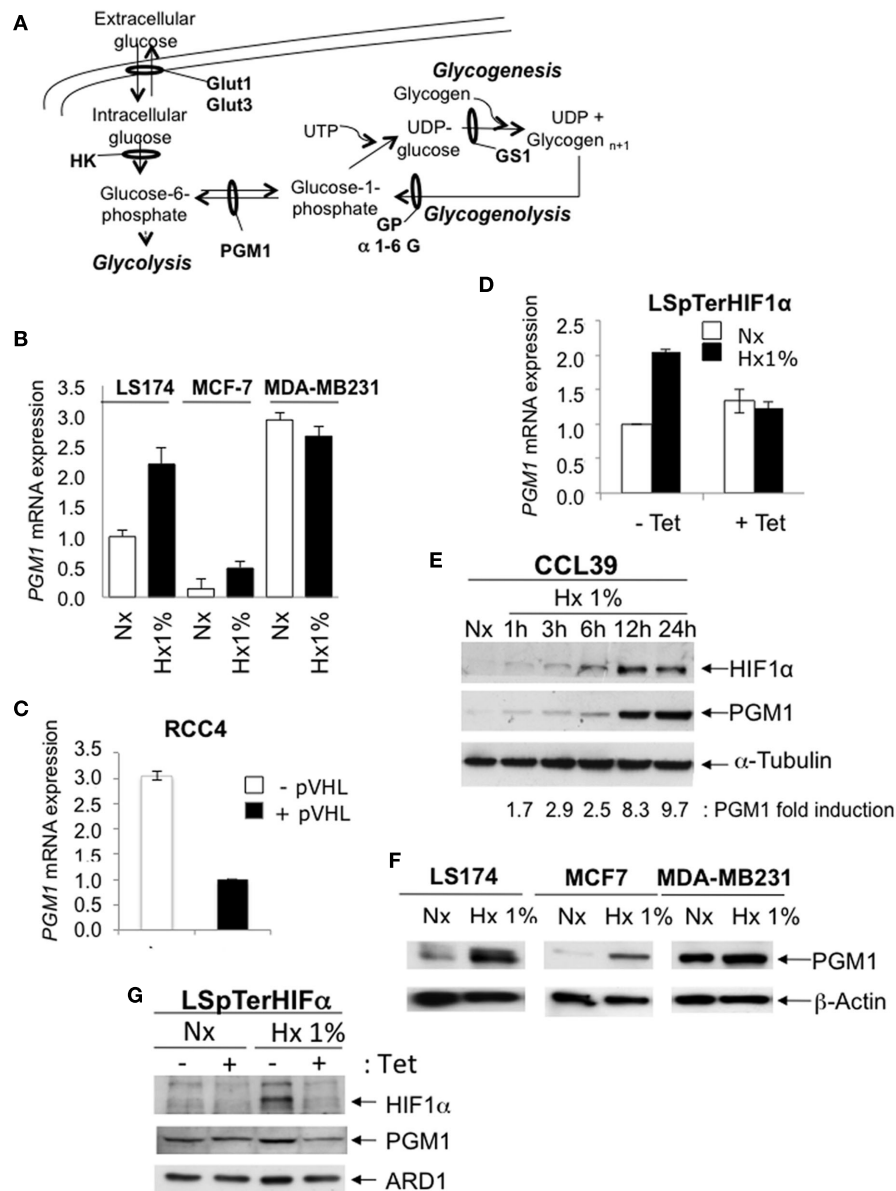 A
Extracellular
glucose
Glut1
Glut3
Intracellular
glucose
HK
Glucose-6-
phosphate
Glycolysis
PGM1
Glucose-1-
phosphate
UTP
UDP-
glucose
Glycogenesis
Glycogen
GS1
UDP +
Glycogen n+1
GP
α 1-6 G
Glycogenolysis
B
PGM1 mRNA expression
3.5
3.0
2.5
2.0
1.5
1.0
0.5
0.0
LS174 MCF-7 MDA-MB231
Nx Hx1% Nx Hx1% Nx Hx1%
C
RCC4
PGM1 mRNA expression
3.5
3.0
2.5
2.0
1.5
1.0
0.5
0.0
- pVHL
+ pVHL
D
LSpTerHIF1α
PGM1 mRNA expression
2.5
2.0
1.5
1.0
0.5
0.0
Nx
Hx1%
- Tet + Tet
E
CCL39
Hx 1%
Nx 1h 3h 6h 12h 24h
HIF1α
PGM1
α-Tubulin
1.7 2.9 2.5 8.3 9.7 : PGM1 fold induction
F
LS174 MCF7 MDA-MB231
Nx Hx 1% Nx Hx 1% Nx Hx 1%
PGM1
β-Actin
G
LSpTerHIFα
Nx Hx 1%
- + - + : Tet
HIF1α
PGM1
ARD1